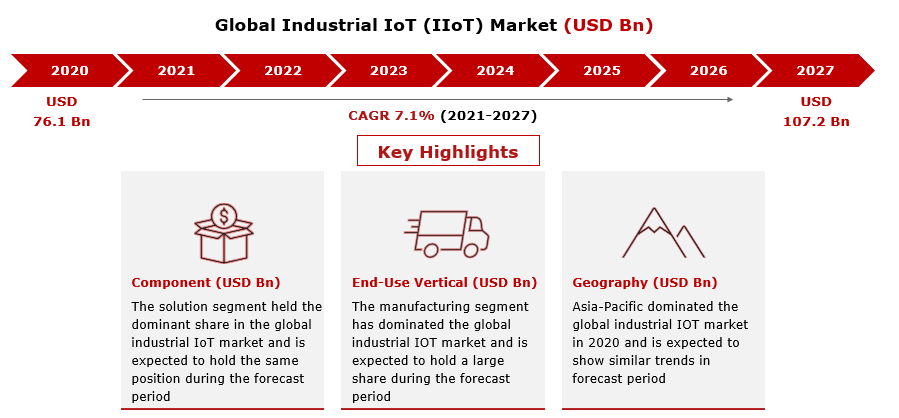 Global Industrial IoT (IIoT) Market (USD Bn)
2020 2021 2022 2023 2024 2025 2026 2027
USD
76.1 Bn
CAGR 7.1% (2021-2027)
USD
107.2 Bn
Key Highlights
$
Component (USD Bn)
The solution segment held the
dominant share in the global
industrial IoT market and is
expected to hold the same
position during the forecast
period
End-Use Vertical (USD Bn)
The manufacturing segment
has dominated the global
industrial IOT market and is
expected to hold a large
share during the forecast
period
Geography (USD Bn)
Asia-Pacific dominated the
global industrial IOT market
in 2020 and is expected to
show similar trends in
forecast period